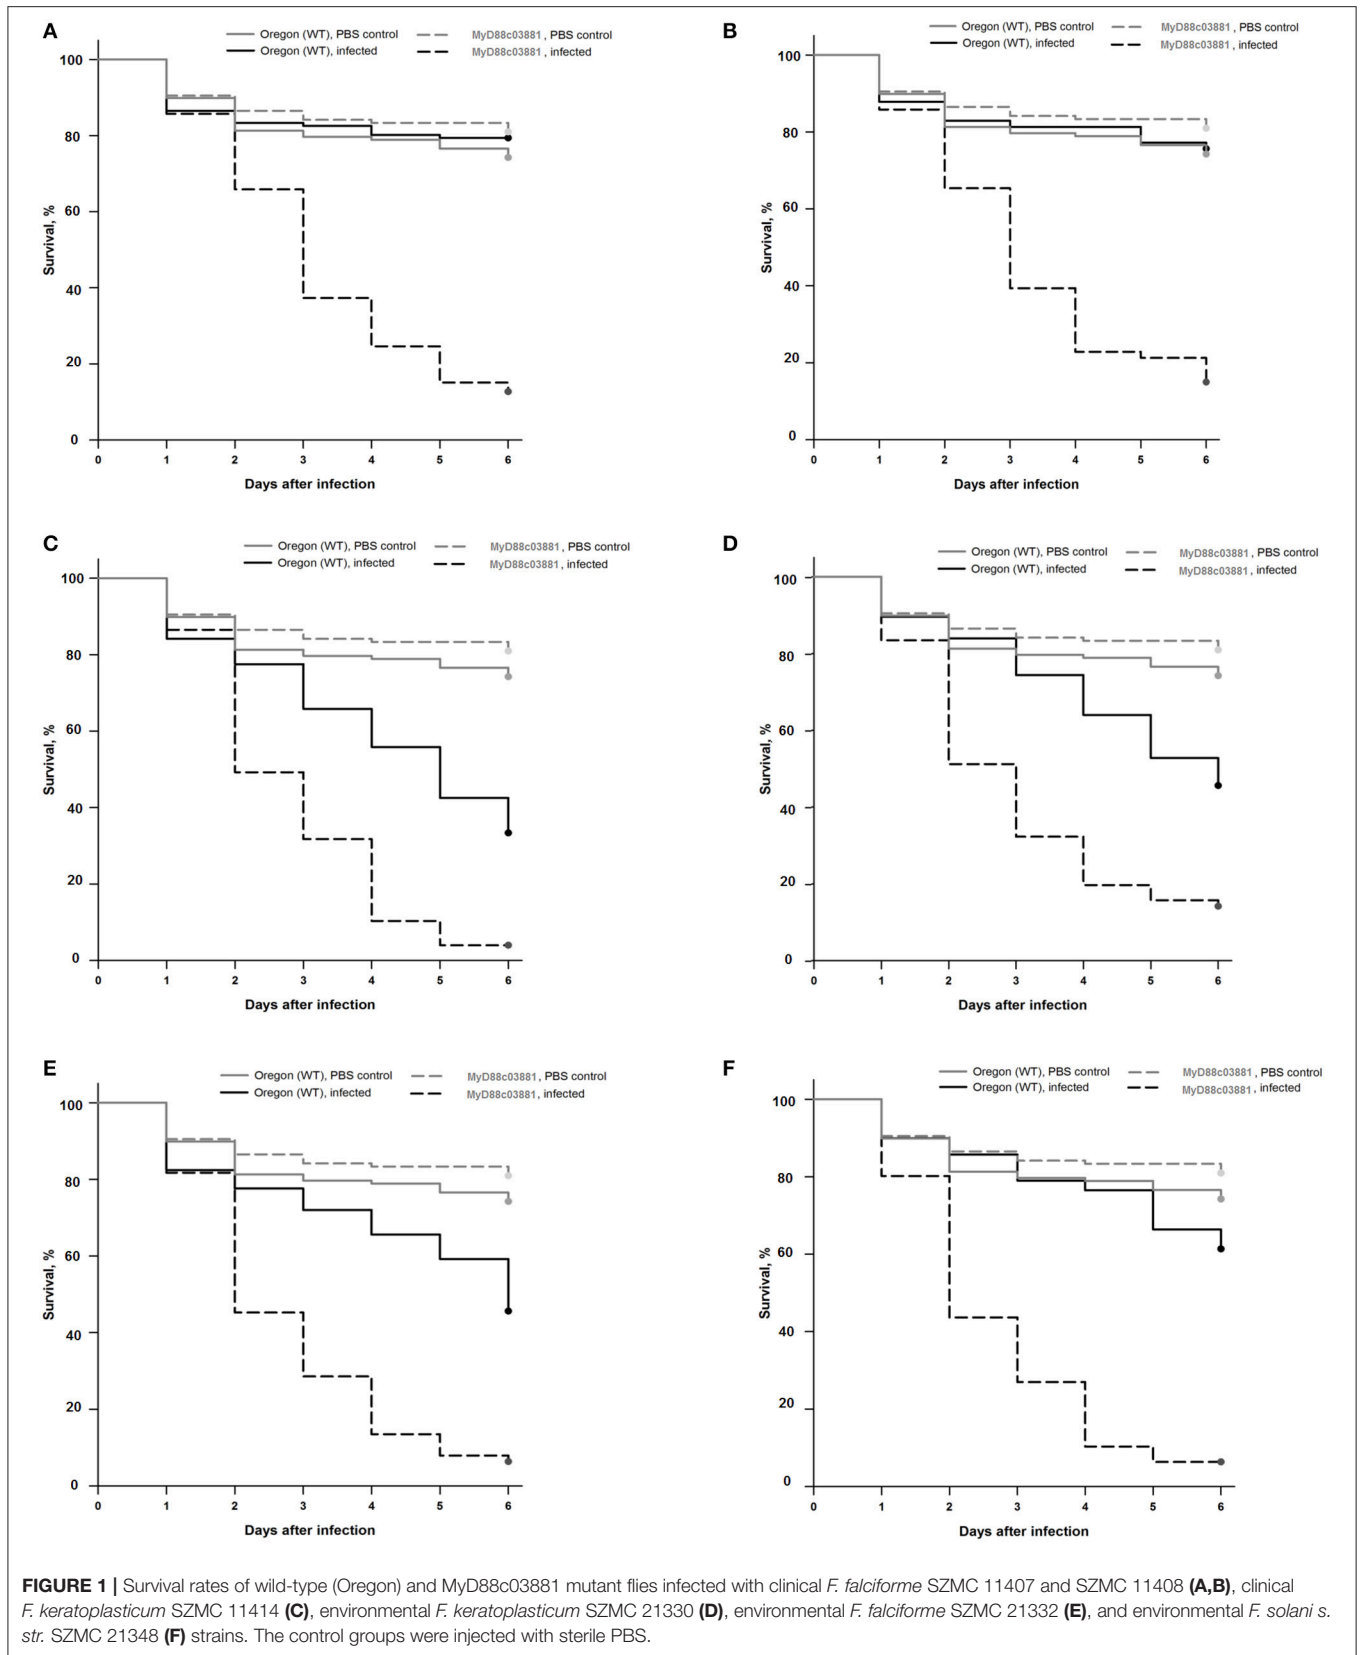 A
Oregon (WT), PBS control
MyD88c03881, PBS control
Oregon (WT), infected
MyD88c03881, infected
100
80
60
40
20
0
Survival, %
0 1 2 3 4 5 6
Days after infection
B
Oregon (WT), PBS control
MyD88c03881, PBS control
Oregon (WT), infected
MyD88c03881, infected
100
80
60
40
20
0
Survival, %
0 1 2 3 4 5 6
Days after infection
C
Oregon (WT), PBS control
MyD88c03881, PBS control
Oregon (WT), infected
MyD88c03881, infected
100
80
60
40
20
0
Survival, %
0 1 2 3 4 5 6
Days after infection
D
Oregon (WT), PBS control
MyD88c03881, PBS control
Oregon (WT), infected
MyD88c03881, infected
100
80
60
40
20
0
Survival, %
0 1 2 3 4 5 6
Days after infection
E
Oregon (WT), PBS control
MyD88c03881, PBS control
Oregon (WT), infected
MyD88c03881, infected
100
80
60
40
20
0
Survival, %
0 1 2 3 4 5 6
Days after infection
F
Oregon (WT), PBS control
MyD88c03881, PBS control
Oregon (WT), infected
MyD88c03881, infected
100
80
60
40
20
0
Survival, %
0 1 2 3 4 5 6
Days after infection
FIGURE 1 | Survival rates of wild-type (Oregon) and MyD88c03881 mutant flies infected with clinical F. falciforme SZMC 11407 and SZMC 11408 (A,B), clinical
F. keratoplasticum SZMC 11414 (C), environmental F. keratoplasticum SZMC 21330 (D), environmental F. falciforme SZMC 21332 (E), and environmental F. solani s.
str. SZMC 21348 (F) strains. The control groups were injected with sterile PBS.